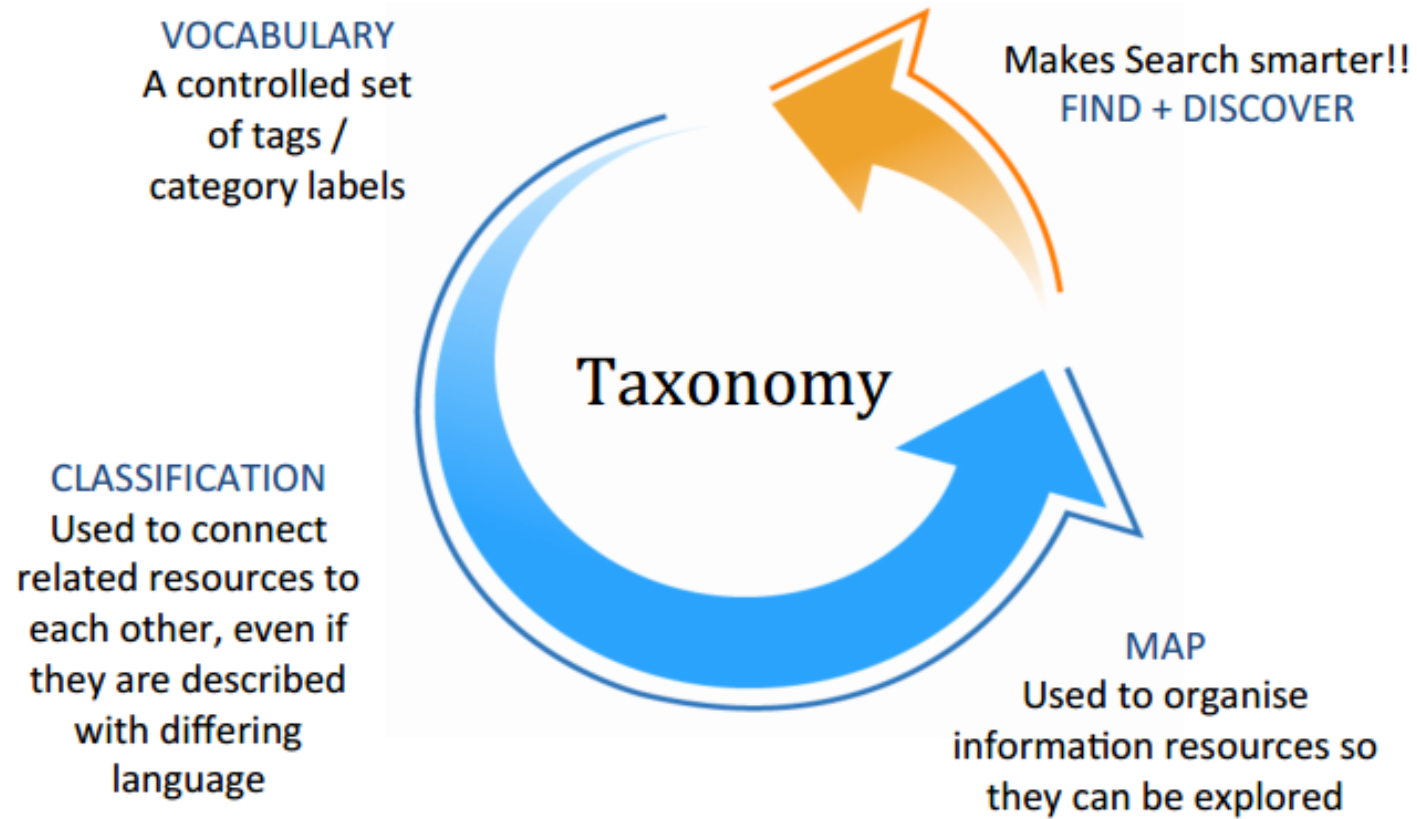 VOCABULARY
A controlled set
of tags /
category labels
Makes Search smarter!!
FIND + DISCOVER
Taxonomy
CLASSIFICATION
Used to connect
related resources to
each other, even if
they are described
with differing
language
MAP
Used to organise
information resources so
they can be explored